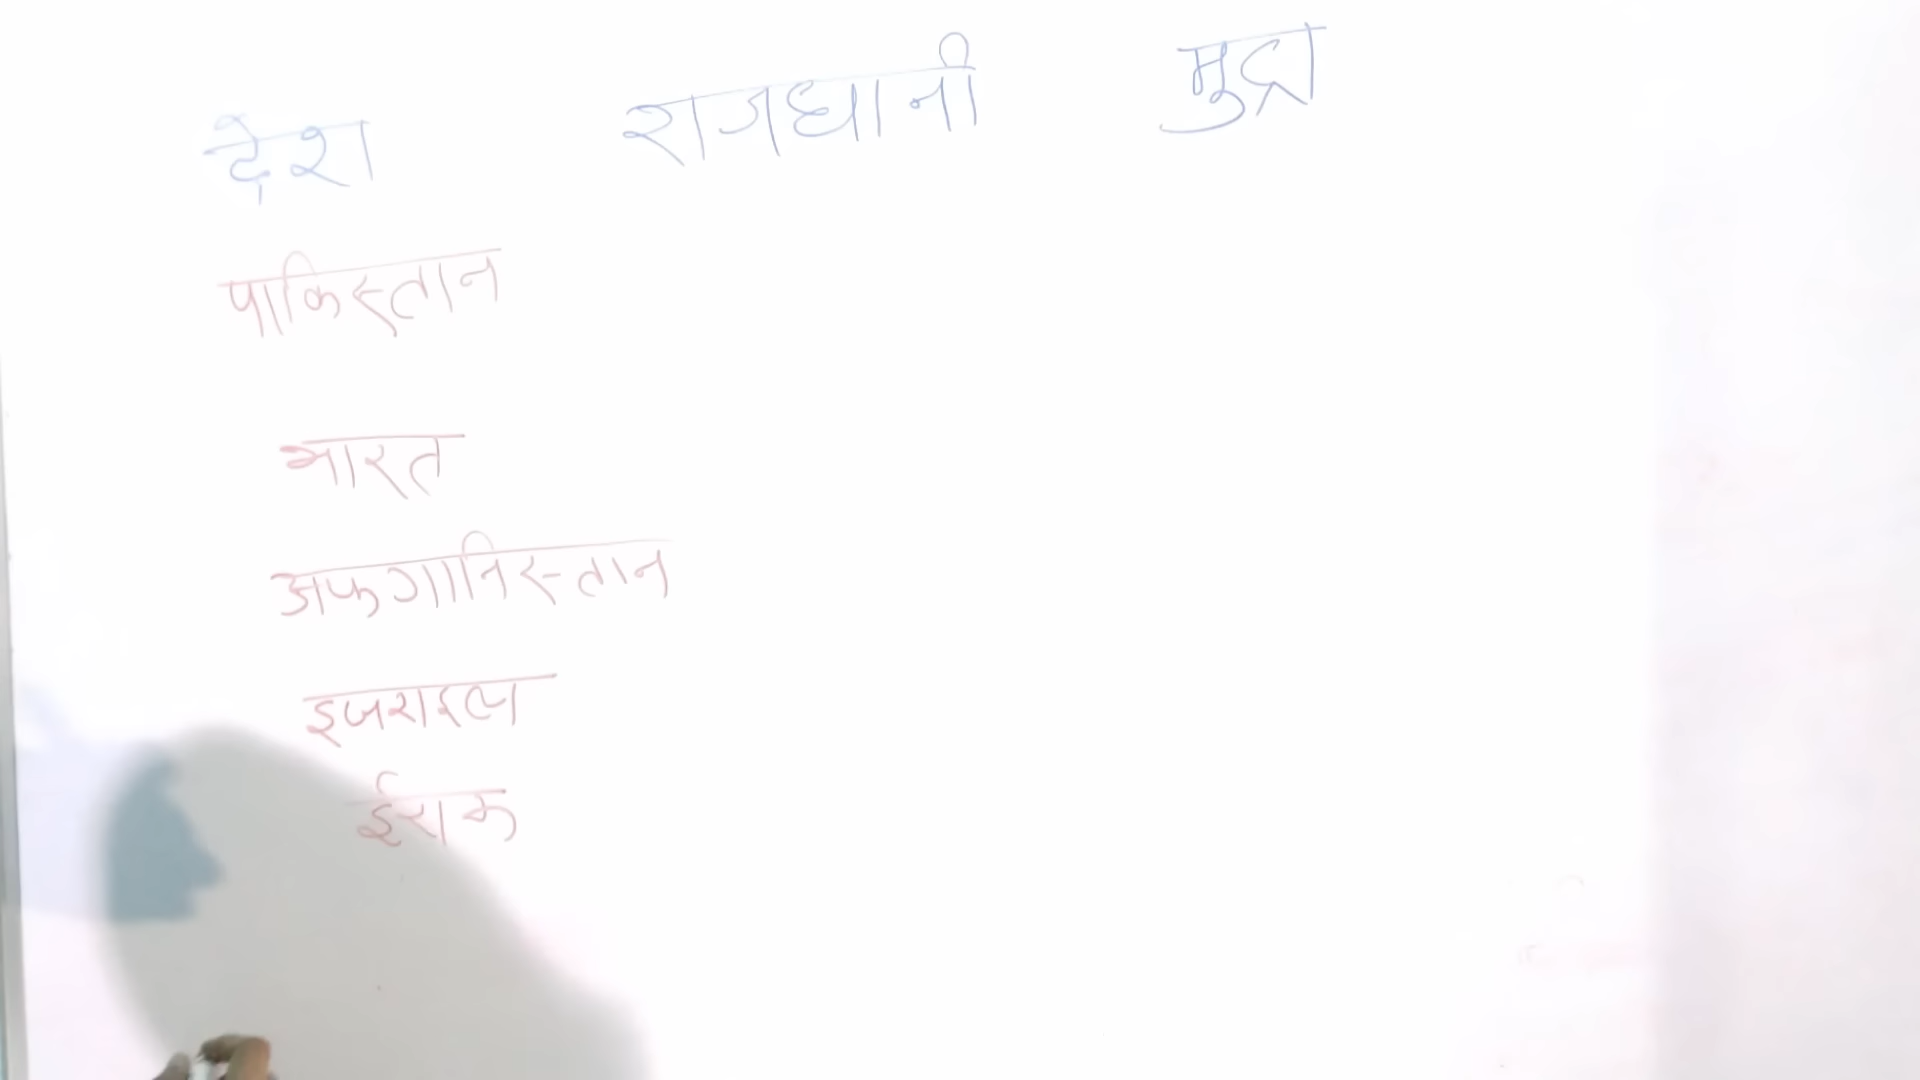 देश राजधानी मुद्रा
पाकिस्तान
भारत
अफगानिस्तान
इजराइल
ईराक